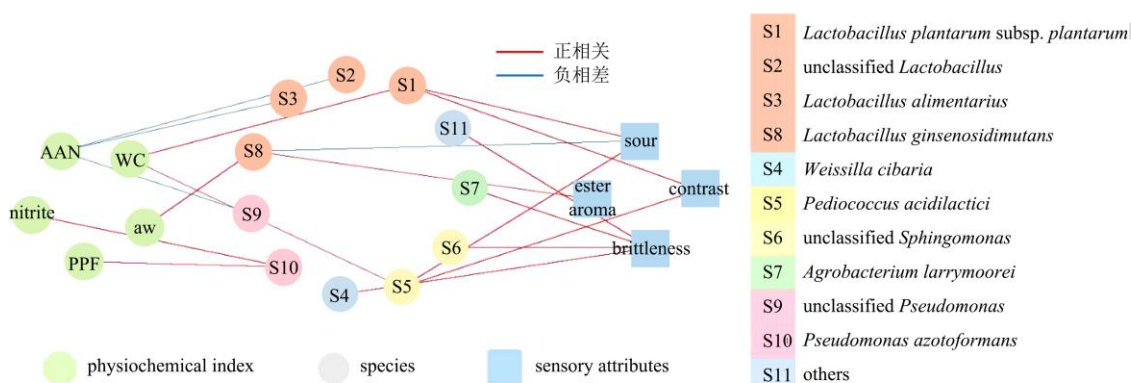 正相关
负相差
S2
S3
S1
S11
AAN
WC
S8
sour
S7
ester
aroma
contrast
nitrite
aw
S9
S6
brittleness
PPF
S10
S4
S5
physiochemical index
species
sensory attributes
S1 Lactobacillus plantarum subsp. plantarum
S2 unclassified Lactobacillus
S3 Lactobacillus alimentarius
S8 Lactobacillus ginsenosidimutans
S4 Weissilla cibaria
S5 Pediococcus acidilactici
S6 unclassified Sphingomonas
S7 Agrobacterium larrymoorei
S9 unclassified Pseudomonas
S10 Pseudomonas azotoformans
S11 others